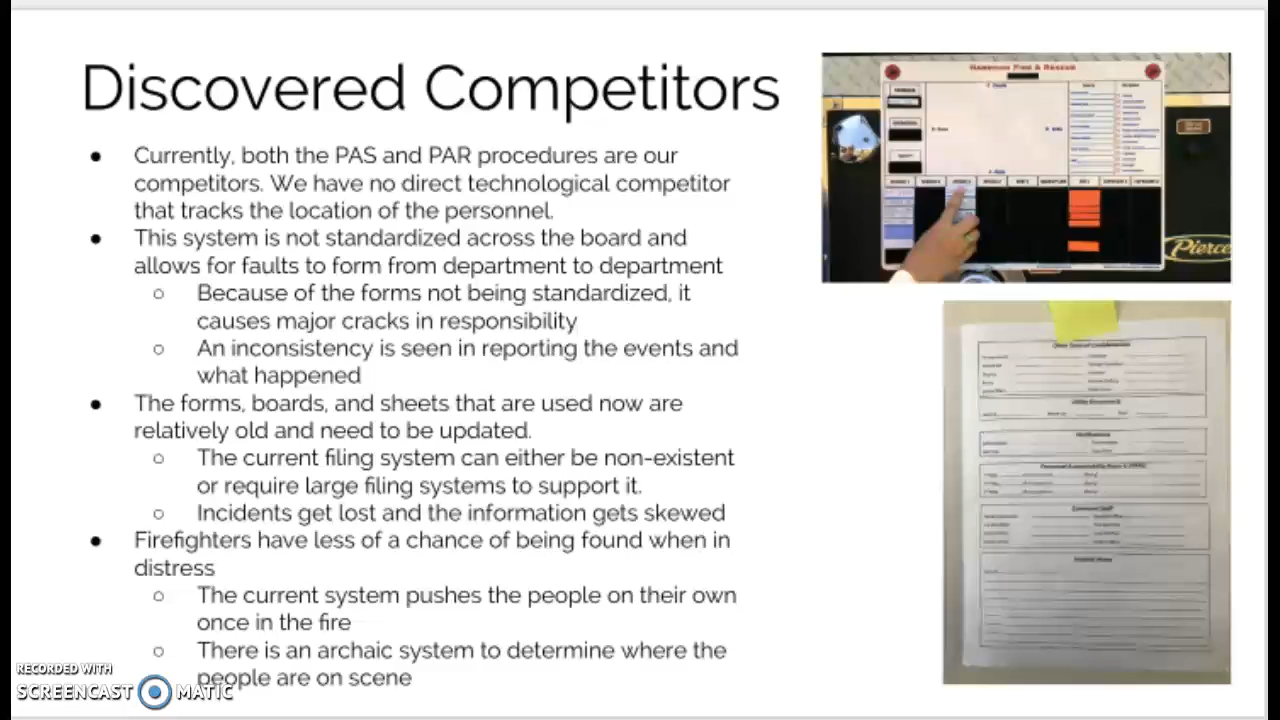 Discovered Competitors
● Currently, both the PAS and PAR procedures are our
competitors. We have no direct technological competitor
that tracks the location of the personnel.
● This system is not standardized across the board and
allows for faults to form from department to department
○ Because of the forms not being standardized, it
causes major cracks in responsibility
○ An inconsistency is seen in reporting the events and
what happened
● The forms, boards, and sheets that are used now are
relatively old and need to be updated.
○ The current filing system can either be non-existent
or require large filing systems to support it.
○ Incidents get lost and the information gets skewed
● Firefighters have less of a chance of being found when in
distress
○ The current system pushes the people on their own
once in the fire
○ There is an archaic system to determine where the
people are on scene
RECORDED WITH
SCREENCAST MATIC
Fire & Rescue
Pierce